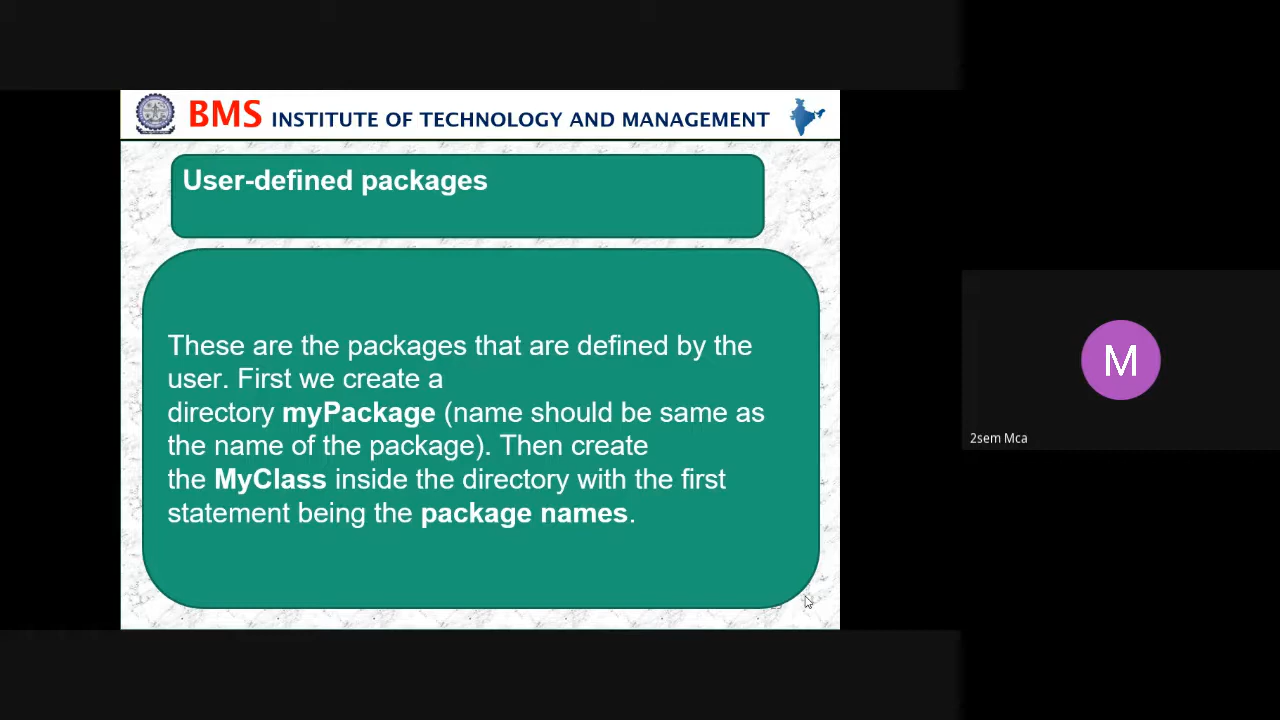 BMS INSTITUTE OF TECHNOLOGY AND MANAGEMENT
User-defined packages
These are the packages that are defined by the
user. First we create a
directory myPackage (name should be same as
the name of the package). Then create
the MyClass inside the directory with the first
statement being the package names.
M
2sem Mca